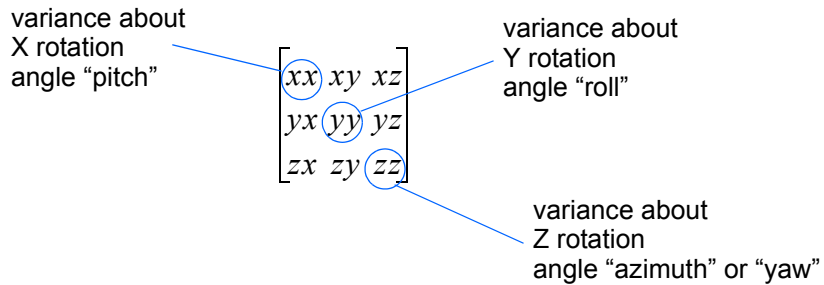 variance about
X rotation
angle “pitch”
variance about
Y rotation
angle “roll”
xx xy xz
yx yy yz
zx zy zz
variance about
Z rotation
angle “azimuth” or “yaw”